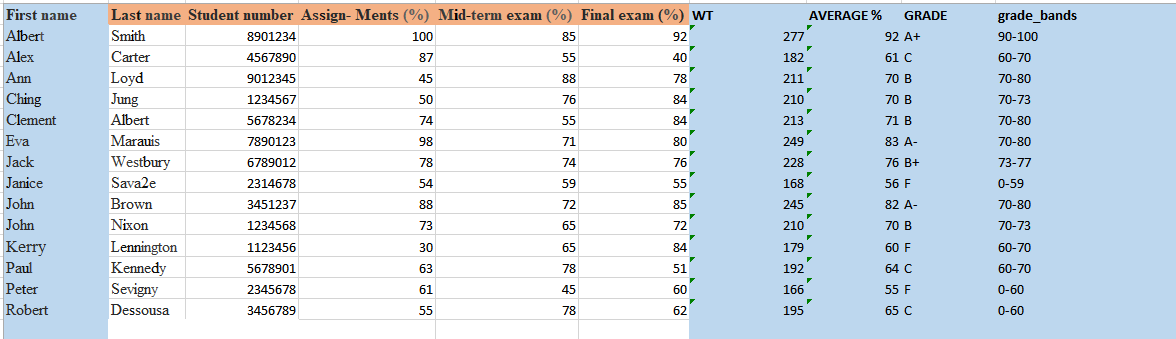 First name Last name Student number Assign- Ments (%) Mid-term exam (%) Final exam (%) WT AVERAGE % GRADE grade_bands
Albert Smith 8901234 100 85 92 277 92 A+ 90-100
Alex Carter 4567890 87 55 40 182 61 C 60-70
Ann Loyd 9012345 45 88 78 211 70 B 70-80
Ching Jung 1234567 50 76 84 210 70 B 70-73
Clement Albert 5678234 74 55 84 213 71 B 70-80
Eva Marauis 7890123 98 71 80 249 83 A- 70-80
Jack Westbury 6789012 78 74 76 228 76 B+ 73-77
Janice Sava2e 2314678 54 59 55 168 56 F 0-59
John Brown 3451237 88 72 85 245 82 A- 70-80
John Nixon 1234568 73 65 72 210 70 B 70-73
Kerry Lennington 1123456 30 65 84 179 60 F 60-70
Paul Kennedy 5678901 63 78 51 192 64 C 60-70
Peter Sevigny 2345678 61 45 60 166 55 F 0-60
Robert Dessousa 3456789 55 78 62 195 65 C 0-60